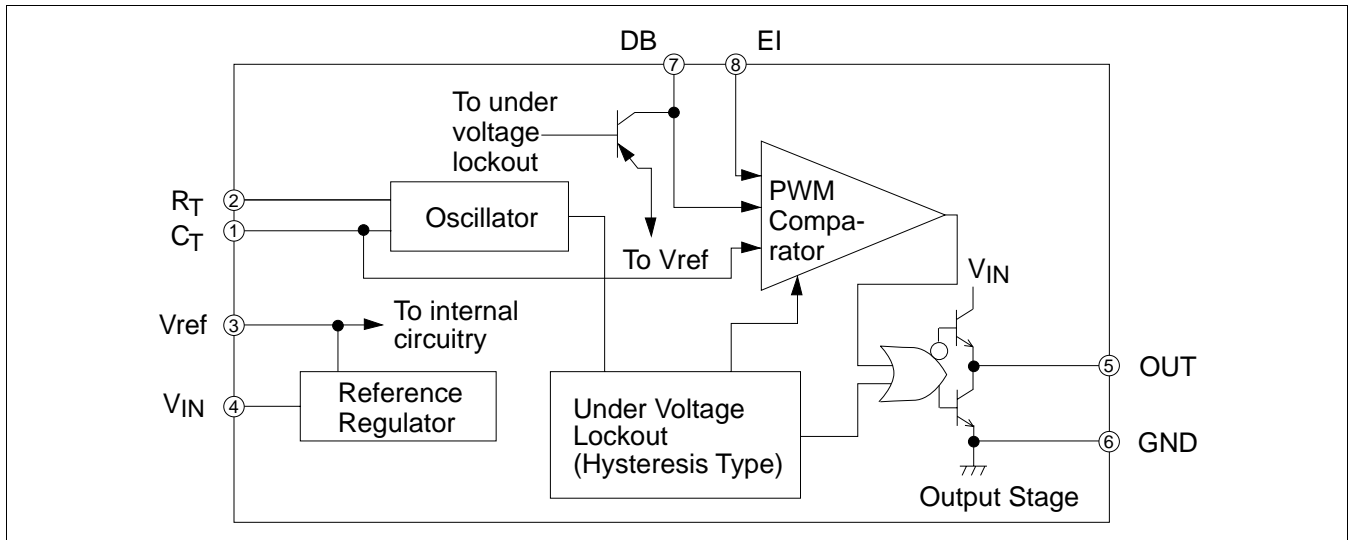 DB
EI
7
8
To under
voltage
lockout
RT
2
CT
1
Oscillator
PWM
Compa-
rator
To Vref
VIN
Vref
3
To internal
circuitry
VIN
4
Reference
Regulator
Under Voltage
Lockout
(Hysteresis Type)
5
OUT
6
GND
Output Stage